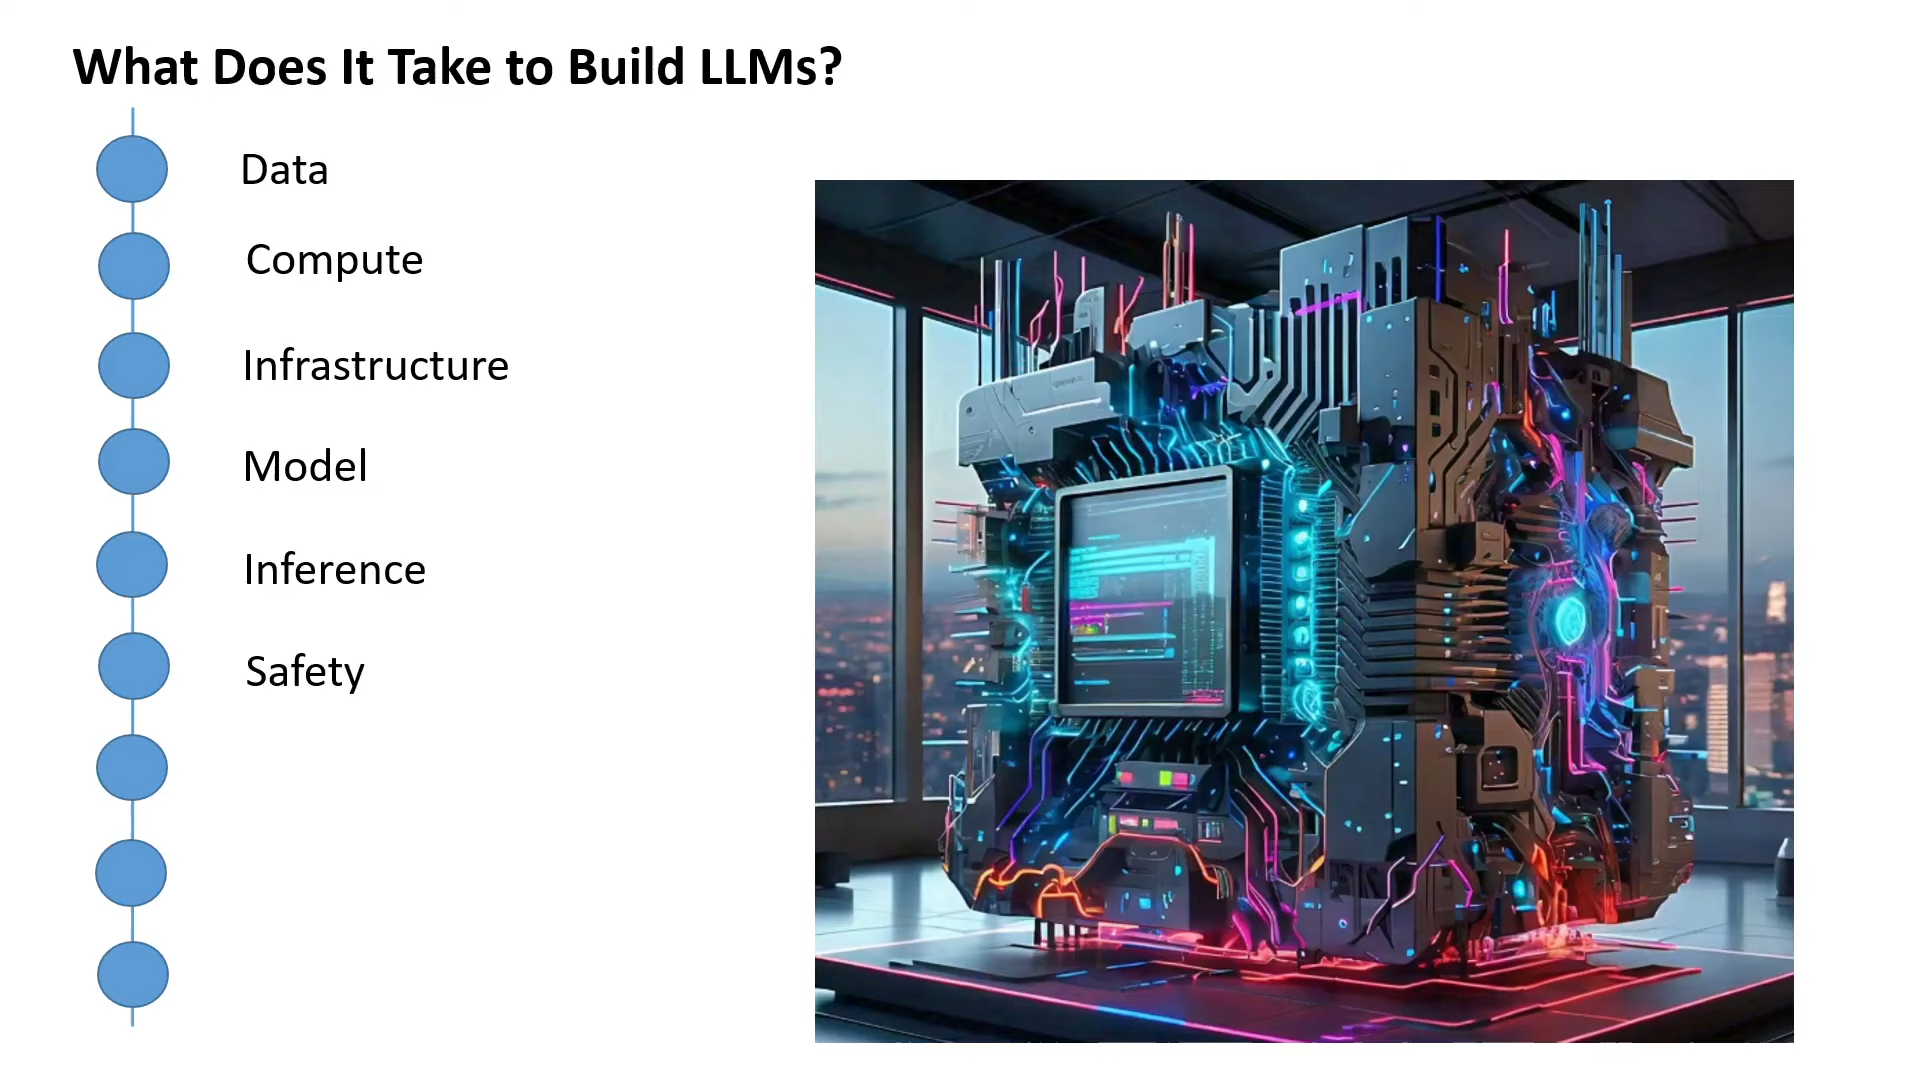 What Does It Take to Build LLMs?
Data
Compute
Infrastructure
Model
Inference
Safety